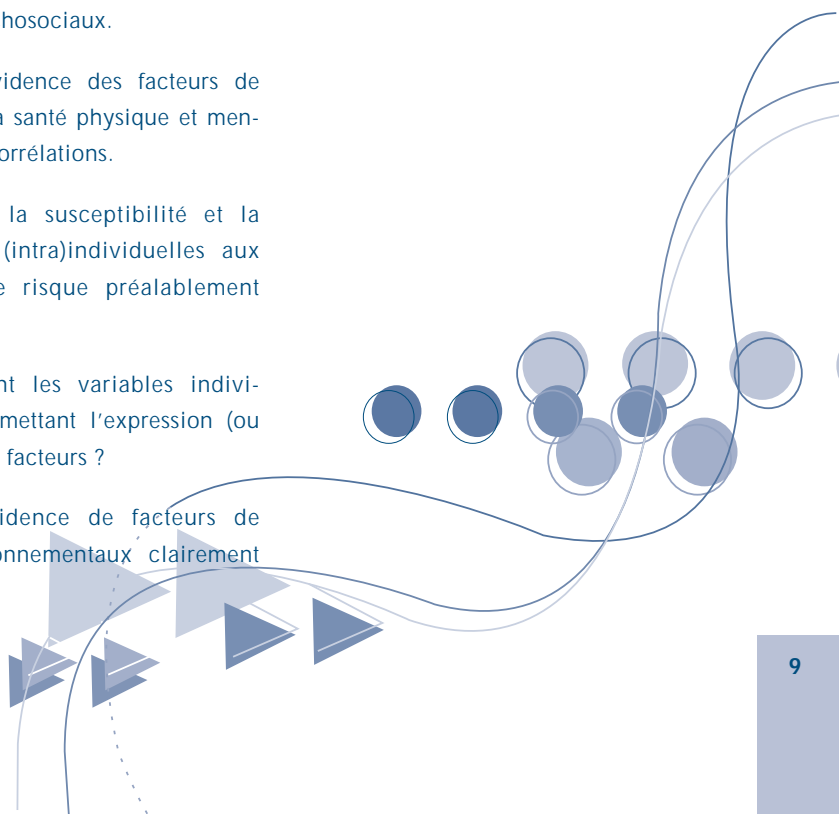 hosociaux.
vidence des facteurs de
a santé physique et men-
orrélations.
la susceptibilité et la
(intra)individuelles aux
e risque préalablement
nt les variables indivi-
mettant l'expression (ou
facteurs ?
idence de facteurs de
onnementaux clairement
9